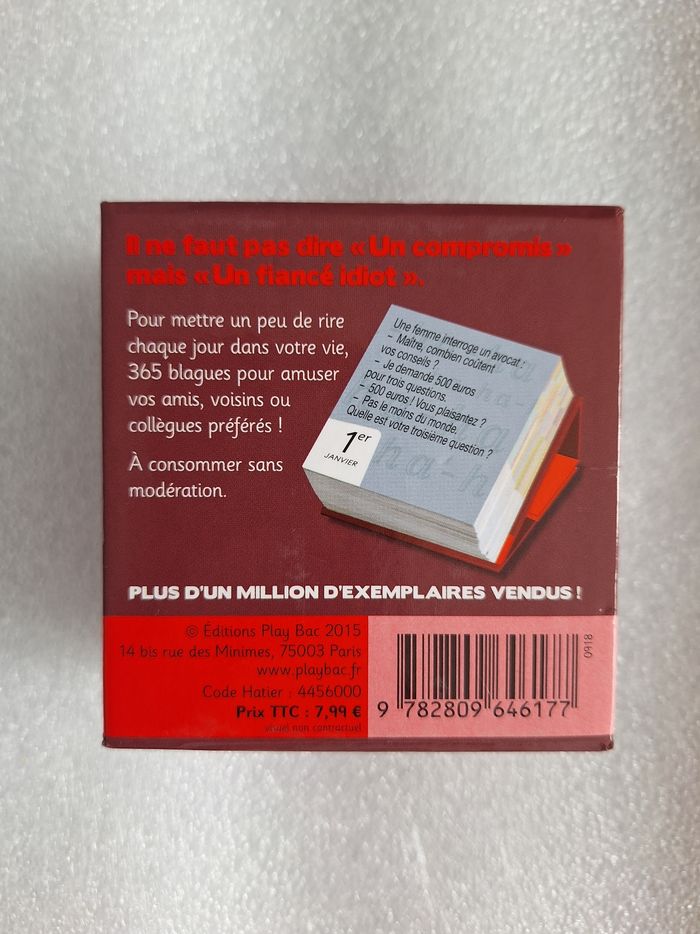 Il ne faut pas dire « Un compromis »
mais « Un fiancé idiot ».
Pour mettre un peu de rire
chaque jour dans votre vie,
365 blagues pour amuser
vos amis, voisins ou
collègues préférés !
À consommer sans
modération.
Une femme interroge un avocat :
– Maître, combien coûtent
vos conseils ?
– Je demande 500 euros
pour trois questions.
– 500 euros ! Vous plaisantez ?
– Pas le moins du monde.
Quelle est votre troisième question ?
1er
JANVIER
PLUS D'UN MILLION D'EXEMPLAIRES VENDUS !
© Éditions Play Bac 2015
14 bis rue des Minimes, 75003 Paris
www.playbac.fr
Code Hatier : 4456000
Prix TTC : 7,99 €
visuel non contractuel
9 782809 646177
0918